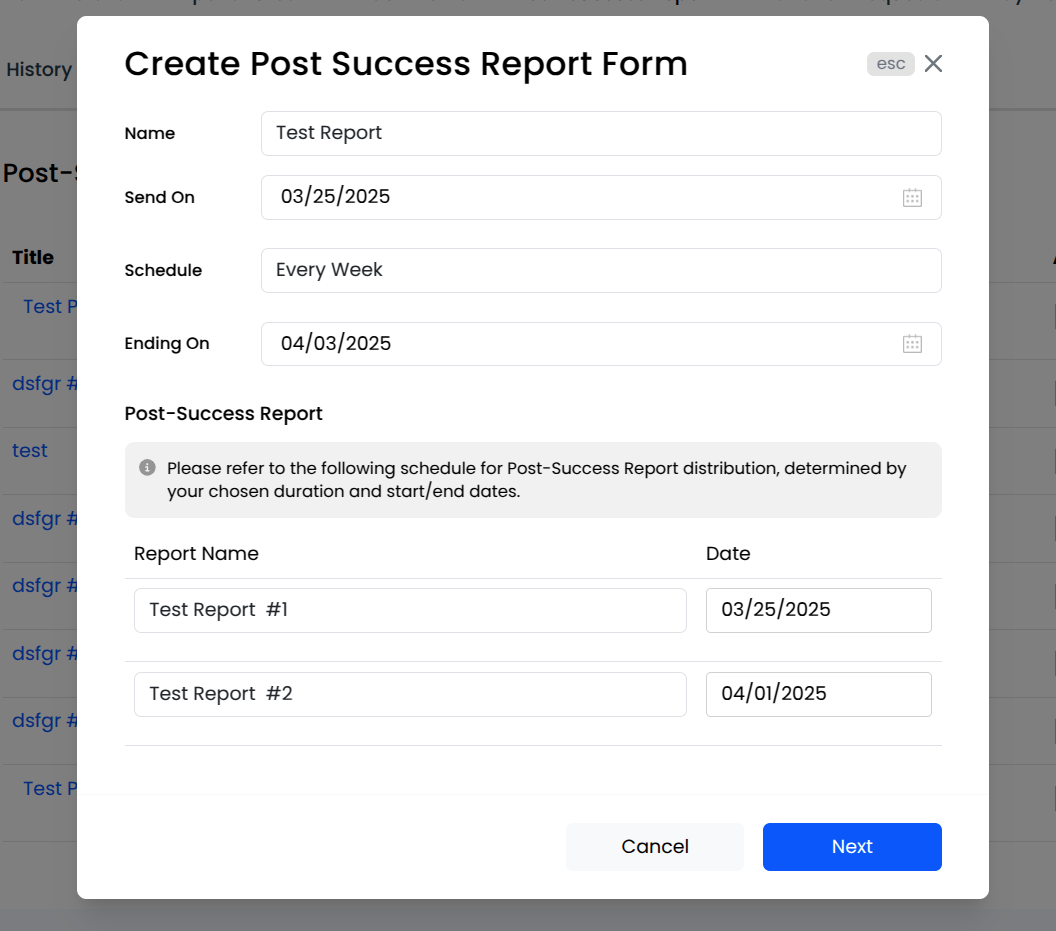 Create Post Success Report Form
esc
History
Name
Test Report
Post-S
Send On
03/25/2025
Title
Schedule
Every Week
Test P
Ending On
04/03/2025
dsfgr #
Post-Success Report
test
Please refer to the following schedule for Post-Success Report distribution, determined by
your chosen duration and start/end dates.
dsfgr #
Report Name Date
dsfgr #
Test Report #1 03/25/2025
dsfgr #
Test Report #2 04/01/2025
dsfgr #
Test P
Cancel Next